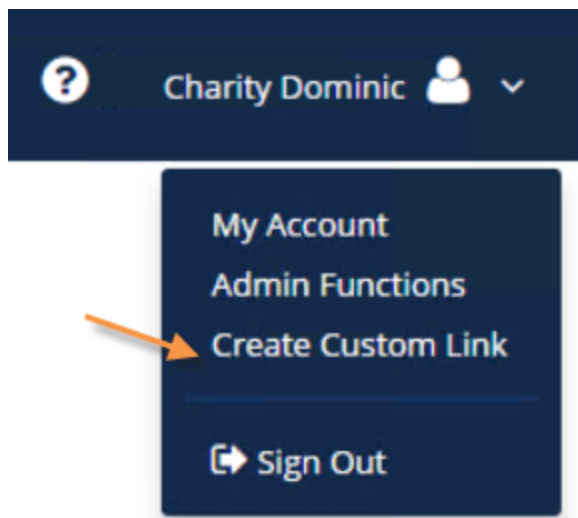 Charity Dominic
My Account
Admin Functions
Create Custom Link
Sign Out